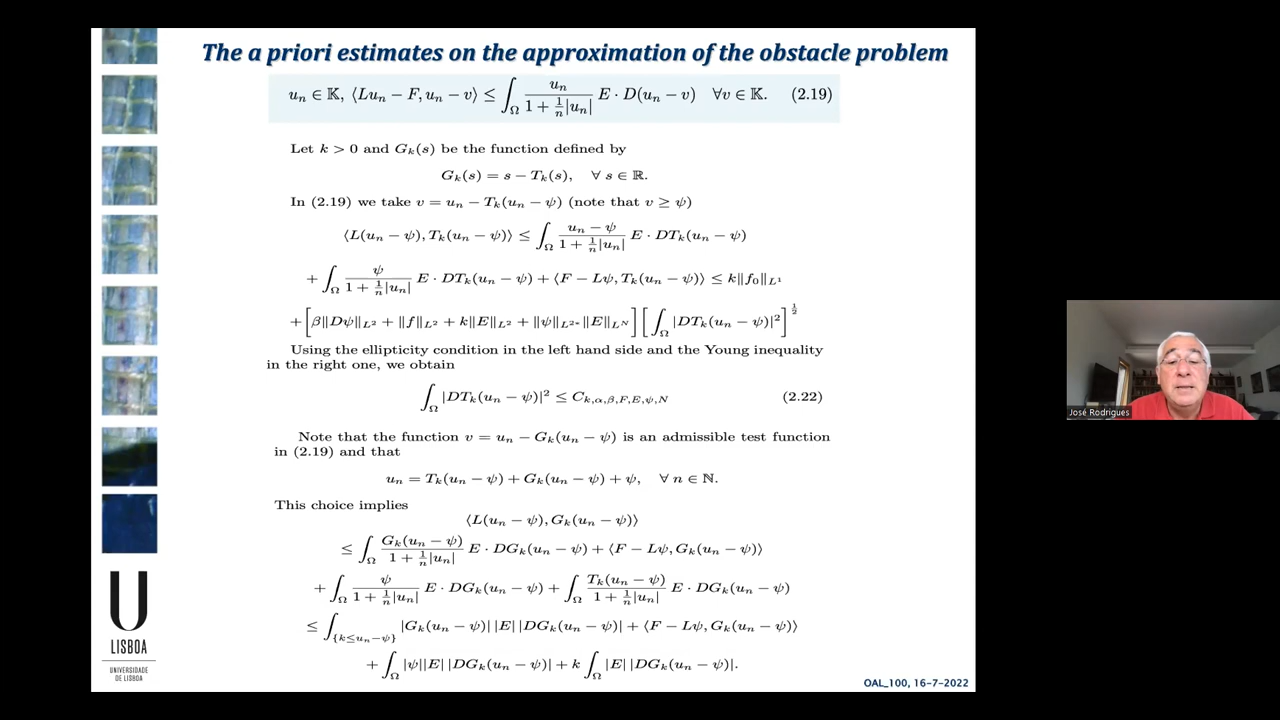 The a priori estimates on the approximation of the obstacle problem
u_n ∈ 𝕂, ⟨Lu_n − F, u_n − v⟩ ≤ ∫_Ω u_n / (1 + 1/n |u_n|) E · D(u_n − v) ∀v ∈ 𝕂. (2.19)
Let k > 0 and G_k(s) be the function defined by
G_k(s) = s − T_k(s), ∀ s ∈ ℝ.
In (2.19) we take v = u_n − T_k(u_n − ψ) (note that v ≥ ψ)
⟨L(u_n − ψ), T_k(u_n − ψ)⟩ ≤ ∫_Ω (u_n − ψ) / (1 + 1/n |u_n|) E · DT_k(u_n − ψ)
+ ∫_Ω ψ / (1 + 1/n |u_n|) E · DT_k(u_n − ψ) + ⟨F − Lψ, T_k(u_n − ψ)⟩ ≤ k‖f_0‖_{L^1}
+ [β‖Dψ‖_{L^2} + ‖f‖_{L^2} + k‖E‖_{L^2} + ‖ψ‖_{L^{2*}} ‖E‖_{L^N}] [∫_Ω |DT_k(u_n − ψ)|^2]^{1/2}
Using the ellipticity condition in the left hand side and the Young inequality
in the right one, we obtain
∫_Ω |DT_k(u_n − ψ)|^2 ≤ C_{k,α,β,F,E,ψ,N} (2.22)
Note that the function v = u_n − G_k(u_n − ψ) is an admissible test function
in (2.19) and that
u_n = T_k(u_n − ψ) + G_k(u_n − ψ) + ψ, ∀ n ∈ ℕ.
This choice implies
⟨L(u_n − ψ), G_k(u_n − ψ)⟩
≤ ∫_Ω G_k(u_n − ψ) / (1 + 1/n |u_n|) E · DG_k(u_n − ψ) + ⟨F − Lψ, G_k(u_n − ψ)⟩
+ ∫_Ω ψ / (1 + 1/n |u_n|) E · DG_k(u_n − ψ) + ∫_Ω T_k(u_n − ψ) / (1 + 1/n |u_n|) E · DG_k(u_n − ψ)
≤ ∫_{k≤u_n−ψ} |G_k(u_n − ψ)| |E| |DG_k(u_n − ψ)| + ⟨F − Lψ, G_k(u_n − ψ)⟩
+ ∫_Ω |ψ||E| |DG_k(u_n − ψ)| + k ∫_Ω |E| |DG_k(u_n − ψ)|.
U
LISBOA
UNIVERSIDADE
DE LISBOA
OAL_100, 16-7-2022
José Rodrigues